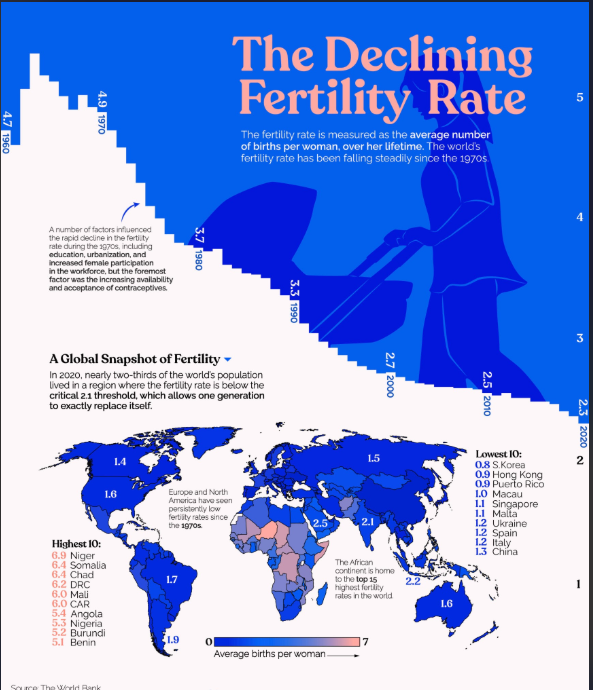 The Declining
Fertility Rate
The fertility rate is measured as the average number
of births per woman, over her lifetime. The world's
fertility rate has been falling steadily since the 1970s.
4.7 1960
4.9 1970
3.7 1980
3.3 1990
2.7 2000
2.5 2010
2.3 2020
5
4
3
2
1
A number of factors influenced
the rapid decline in the fertility
rate during the 1970s, including
education, urbanization, and
increased female participation
in the workforce, but the foremost
factor was the increasing availability
and acceptance of contraceptives.
A Global Snapshot of Fertility
In 2020, nearly two-thirds of the world's population
lived in a region where the fertility rate is below the
critical 2.1 threshold, which allows one generation
to exactly replace itself.
1.4
1.6
1.5
Europe and North
America have seen
persistently low
fertility rates since
the 1970s.
2.5
2.1
The African
continent is home
to the top 15
highest fertility
rates in the world.
2.2
1.7
1.9
1.6
Lowest 10:
0.8 S.Korea
0.9 Hong Kong
0.9 Puerto Rico
1.0 Macau
1.1 Singapore
1.1 Malta
1.2 Ukraine
1.2 Spain
1.2 Italy
1.3 China
Highest 10:
6.9 Niger
6.4 Somalia
6.4 Chad
6.2 DRC
6.0 Mali
6.0 CAR
5.4 Angola
5.3 Nigeria
5.2 Burundi
5.1 Benin
0 7
Average births per woman
Source: The World Bank